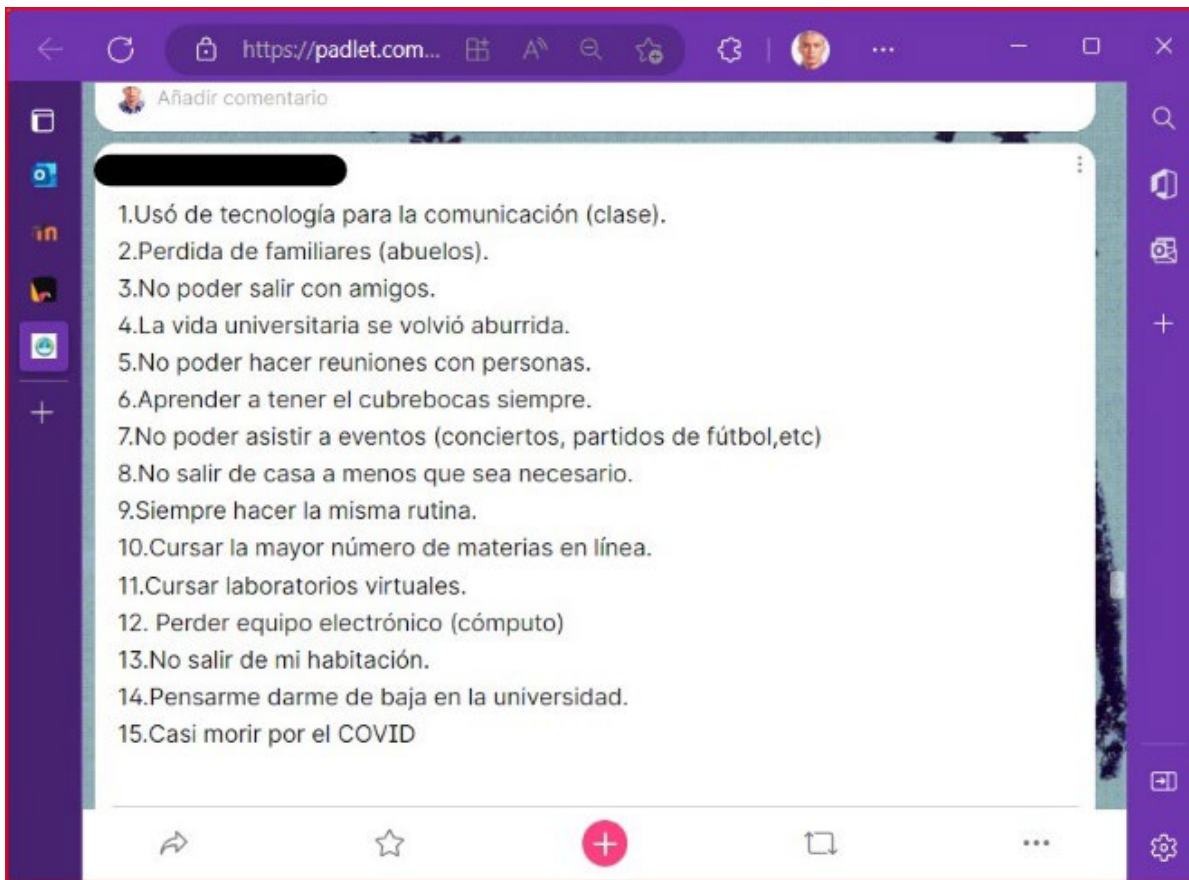 https://padlet.com...
Añadir comentario
1.Usó de tecnología para la comunicación (clase).
2.Perdida de familiares (abuelos).
3.No poder salir con amigos.
4.La vida universitaria se volvió aburrida.
5.No poder hacer reuniones con personas.
6.Aprender a tener el cubrebocas siempre.
7.No poder asistir a eventos (conciertos, partidos de fútbol,etc)
8.No salir de casa a menos que sea necesario.
9.Siempre hacer la misma rutina.
10.Cursar la mayor número de materias en línea.
11.Cursar laboratorios virtuales.
12. Perder equipo electrónico (cómputo)
13.No salir de mi habitación.
14.Pensarme darme de baja en la universidad.
15.Casi morir por el COVID